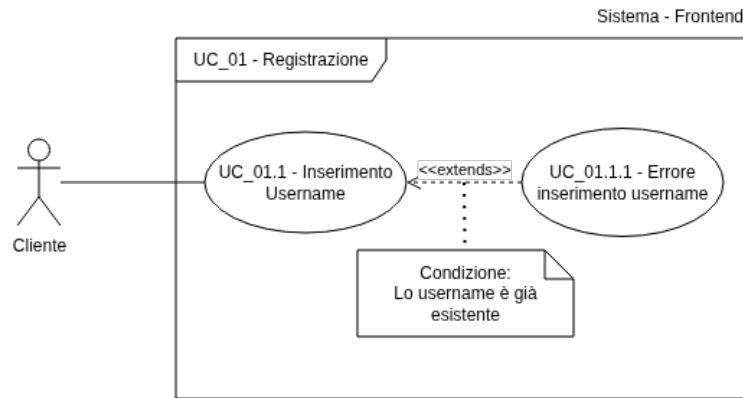 Sistema - Frontend
UC_01 - Registrazione
UC_01.1 - Inserimento
Username
<<extends>>
UC_01.1.1 - Errore
inserimento username
Cliente
Condizione:
Lo username è già
esistente